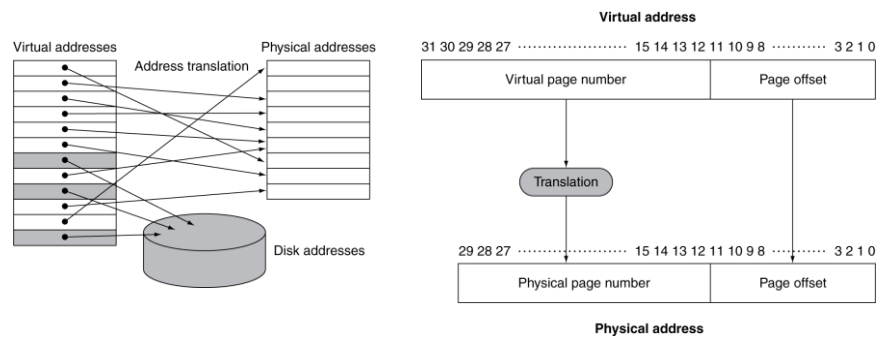 Virtual addresses
Physical addresses
Address translation
Disk addresses
Virtual address
31 30 29 28 27 ........................ 15 14 13 12 11 10 9 8 .......... 3 2 1 0
Virtual page number
Page offset
Translation
29 28 27 ........................ 15 14 13 12 11 10 9 8 .......... 3 2 1 0
Physical page number
Page offset
Physical address